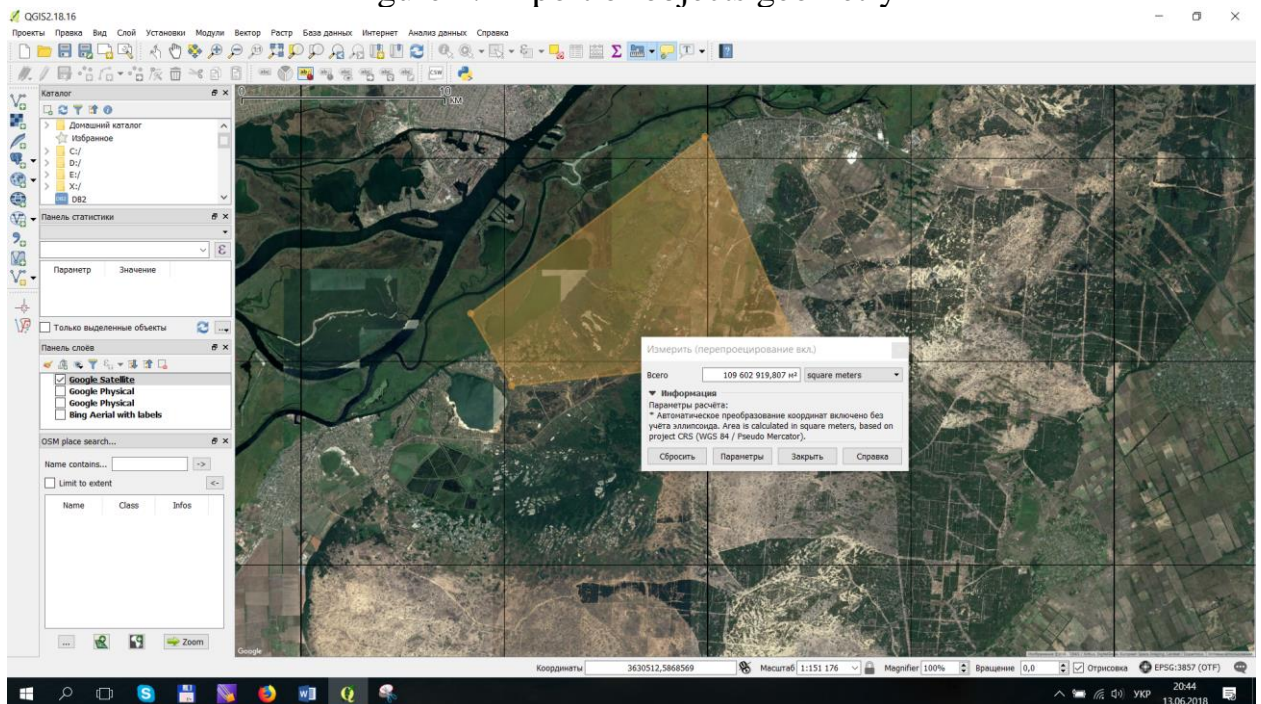 QGIS2.18.16
Проекты Правка Вид Слой Установки Модули Вектор Растр База данных Интернет Анализ данных Справка
Каталог
Домашний каталог
Избранное
C:/
D:/
E:/
X:/
DB2 DB2
Панель статистики
Параметр Значение
Только выделенные объекты
Панель слоёв
Google Satellite
Google Physical
Google Physical
Bing Aerial with labels
OSM place search...
Name contains... ->
Limit to extent <-
Name Class Infos
... Zoom
0 10
KM
Измерить (перепроецирование вкл.)
Всего 109 602 919,807 м² square meters
▼ Информация
Параметры расчёта:
* Автоматическое преобразование координат включено без
учёта эллипсоида. Area is calculated in square meters, based on
project CRS (WGS 84 / Pseudo Mercator).
Сбросить Параметры Закрыть Справка
Google
Координаты 3630512,5868569 Масштаб 1:151 176 Magnifier 100% Вращение 0,0 Отрисовка EPSG:3857 (OTF)
УКР 20:44
13.06.2018